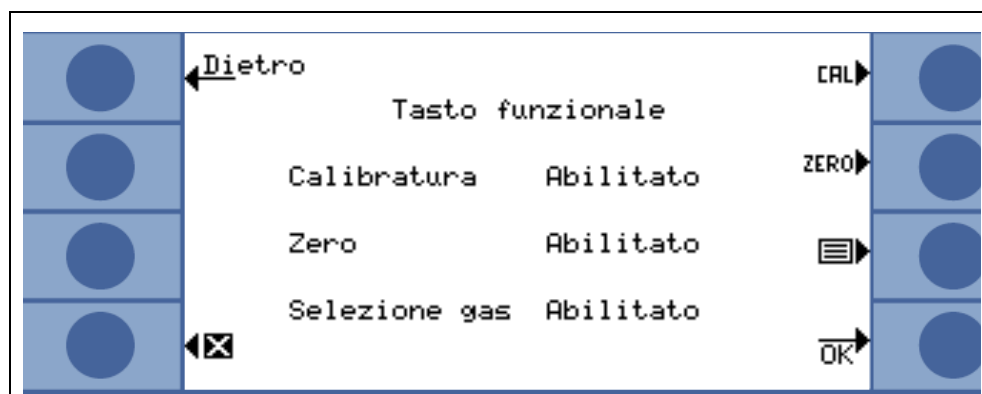 Dietro
CAL
Tasto funzionale
Calibratura Abilitato
ZERO
Zero Abilitato
Selezione gas Abilitato
OK